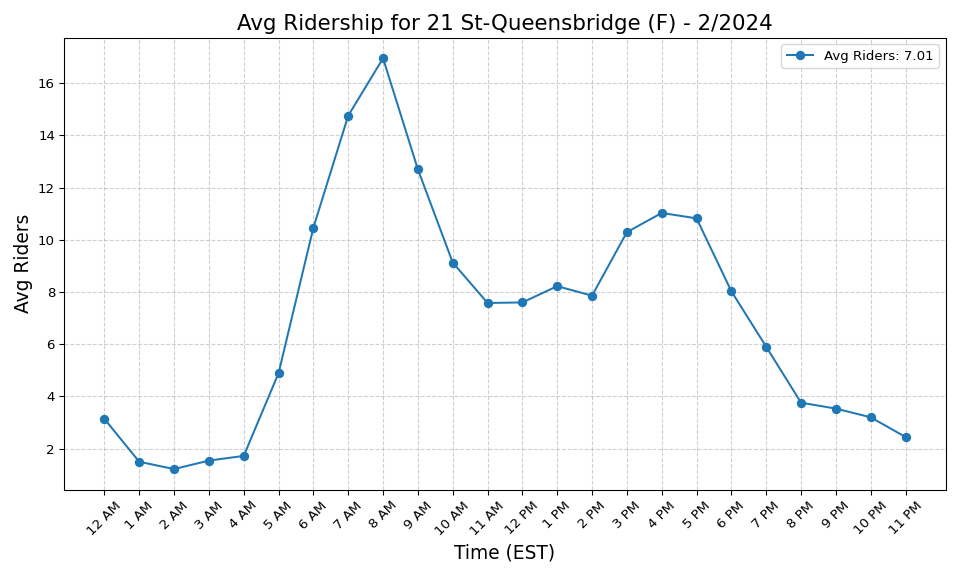 Avg Ridership for 21 St-Queensbridge (F) - 2/2024
Avg Riders: 7.01
Avg Riders
16
14
12
10
8
6
4
2
12 AM
1 AM
2 AM
3 AM
4 AM
5 AM
6 AM
7 AM
8 AM
9 AM
10 AM
11 AM
12 PM
1 PM
2 PM
3 PM
4 PM
5 PM
6 PM
7 PM
8 PM
9 PM
10 PM
11 PM
Time (EST)